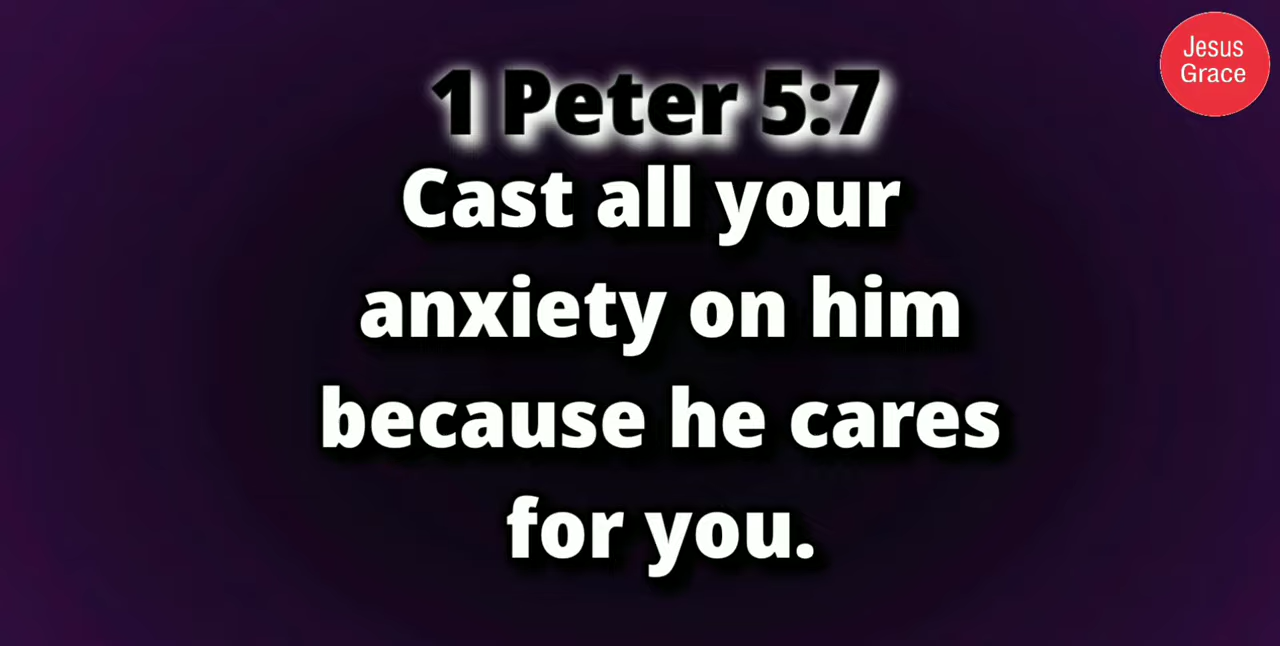 Jesus
Grace
1 Peter 5:7
Cast all your
anxiety on him
because he cares
for you.